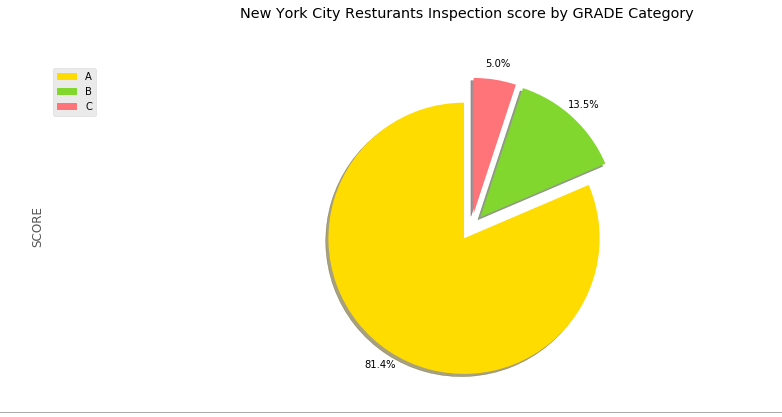 New York City Resturants Inspection score by GRADE Category
A
B
C
5.0%
13.5%
SCORE
81.4%